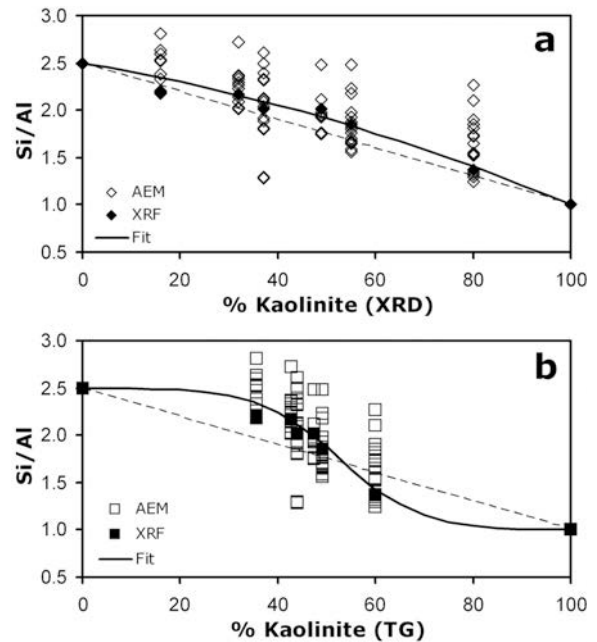 a
3.0
2.5
2.0
1.5
1.0
0.5
Si/Al
AEM
XRF
Fit
0 20 40 60 80 100
% Kaolinite (XRD)
b
3.0
2.5
2.0
1.5
1.0
0.5
Si/Al
AEM
XRF
Fit
0 20 40 60 80 100
% Kaolinite (TG)